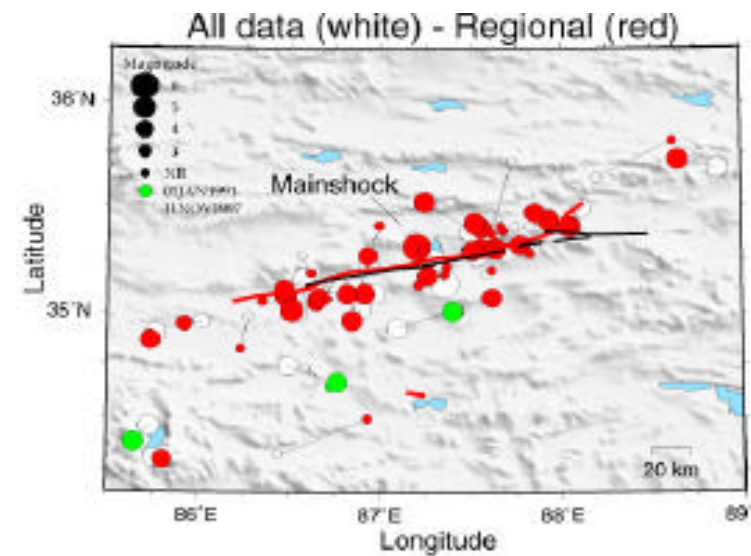 All data (white) - Regional (red)
Magnitude
6
5
4
3
NR
36°N
Mainshock
Latitude
35°N
20 km
86°E
87°E
88°E
89
Longitude